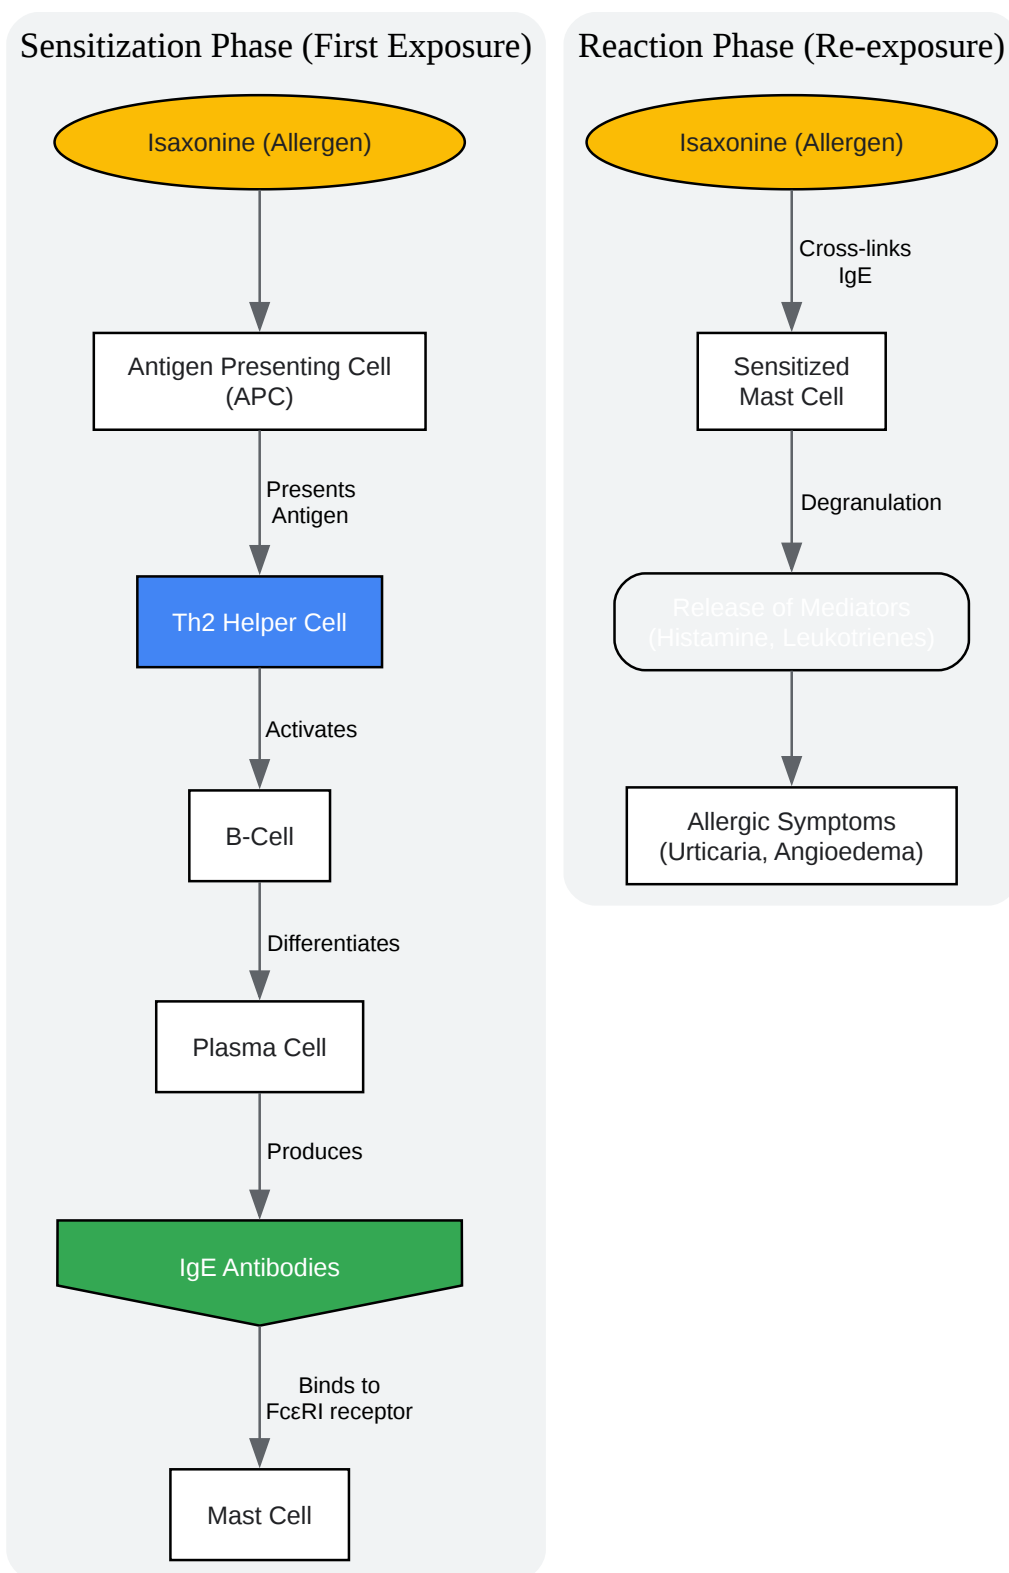 Sensitization Phase (First Exposure)
Isaxonine (Allergen)
Antigen Presenting Cell
(APC)
Presents
Antigen
Th2 Helper Cell
Activates
B-Cell
Differentiates
Plasma Cell
Produces
IgE Antibodies
Binds to
FcεRI receptor
Mast Cell
Reaction Phase (Re-exposure)
Isaxonine (Allergen)
Cross-links
IgE
Sensitized
Mast Cell
Degranulation
Release of Mediators
(Histamine, Leukotrienes)
Allergic Symptoms
(Urticaria, Angioedema)